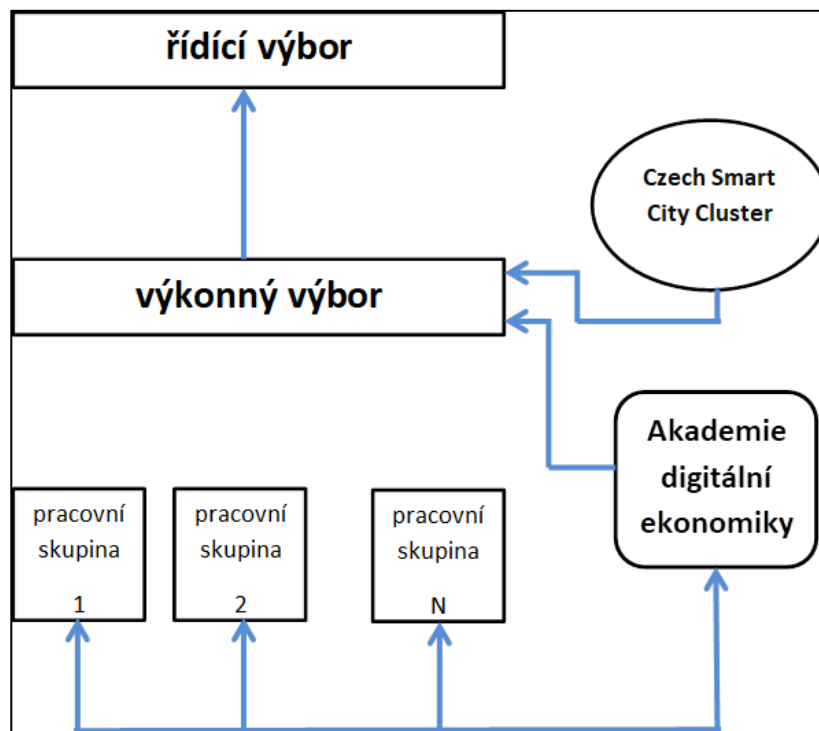 řídící výbor
Czech Smart
City Cluster
výkonný výbor
Akademie
digitální
ekonomiky
pracovní
skupina
1
pracovní
skupina
2
pracovní
skupina
N